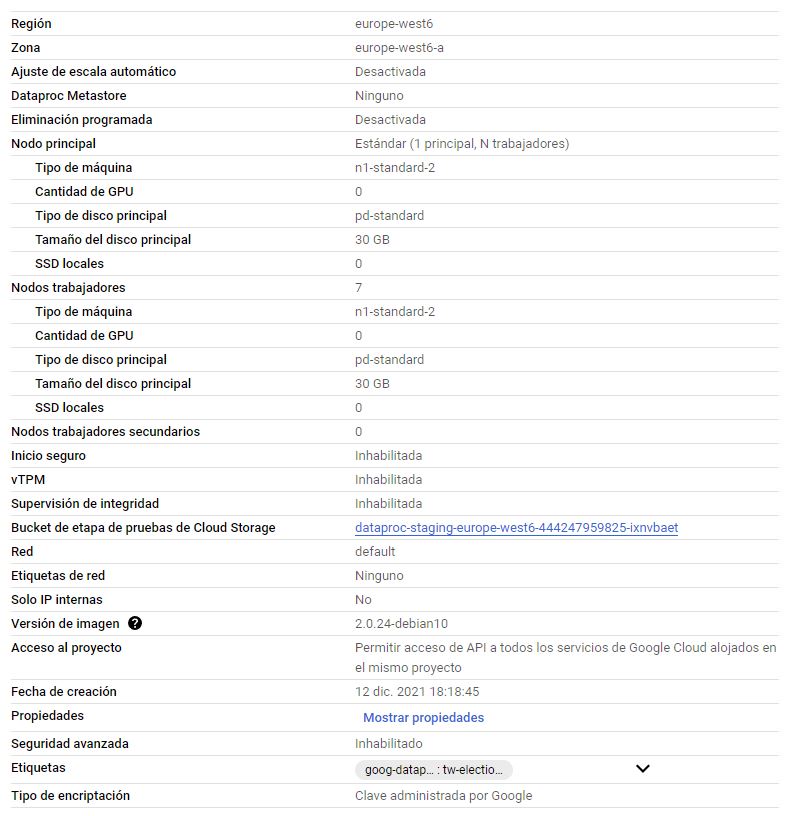 Región europe-west6
Zona europe-west6-a
Ajuste de escala automático Desactivada
Dataproc Metastore Ninguno
Eliminación programada Desactivada
Nodo principal Estándar (1 principal, N trabajadores)
Tipo de máquina n1-standard-2
Cantidad de GPU 0
Tipo de disco principal pd-standard
Tamaño del disco principal 30 GB
SSD locales 0
Nodos trabajadores 7
Tipo de máquina n1-standard-2
Cantidad de GPU 0
Tipo de disco principal pd-standard
Tamaño del disco principal 30 GB
SSD locales 0
Nodos trabajadores secundarios 0
Inicio seguro Inhabilitada
vTPM Inhabilitada
Supervisión de integridad Inhabilitada
Bucket de etapa de pruebas de Cloud Storage dataproc-staging-europe-west6-444247959825-ixnvbaet
Red default
Etiquetas de red Ninguno
Solo IP internas No
Versión de imagen ? 2.0.24-debian10
Acceso al proyecto Permitir acceso de API a todos los servicios de Google Cloud alojados en
el mismo proyecto
Fecha de creación 12 dic. 2021 18:18:45
Propiedades Mostrar propiedades
Seguridad avanzada Inhabilitado
Etiquetas goog-datap... : tw-electio...
Tipo de encriptación Clave administrada por Google